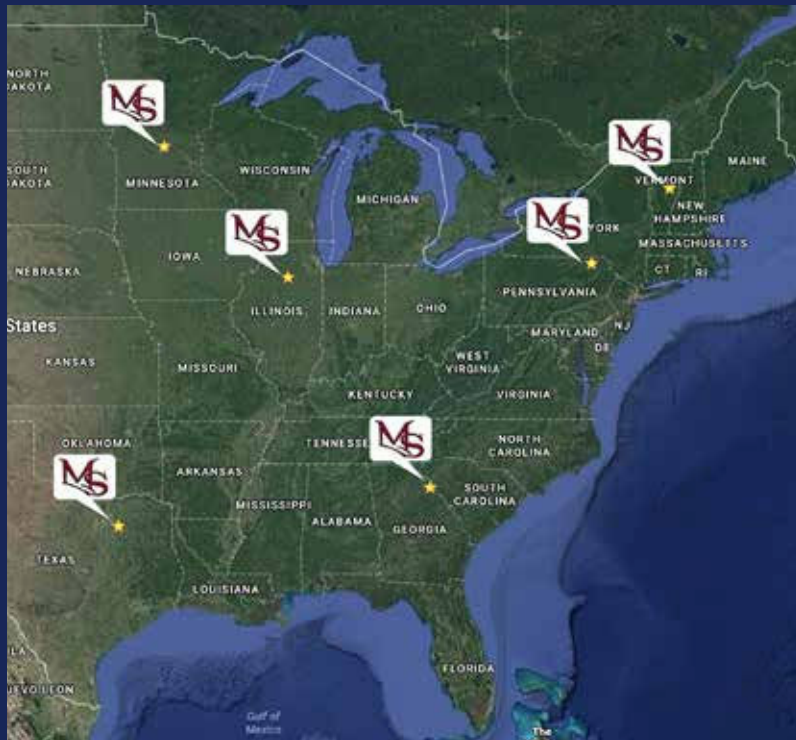 NORTH
DAKOTA
MS
MS
MAINE
SOUTH
DAKOTA
MINNESOTA
WISCONSIN
VERMONT
MICHIGAN
MS
NEW
HAMPSHIRE
MS
YORK
MASSACHUSETTS
IOWA
NEBRASKA
CT
RI
PENNSYLVANIA
ILLINOIS
INDIANA
OHIO
States
MARYLAND
NJ
DE
KANSAS
MISSOURI
WEST
VIRGINIA
KENTUCKY
VIRGINIA
OKLAHOMA
TENNESSE
MS
NORTH
CAROLINA
MS
ARKANSAS
SOUTH
CAROLINA
MISSISSIPPI
ALABAMA
GEORGIA
TEXAS
LOUISIANA
FLORIDA
UEVO LEON
Gulf of
Mexico
The